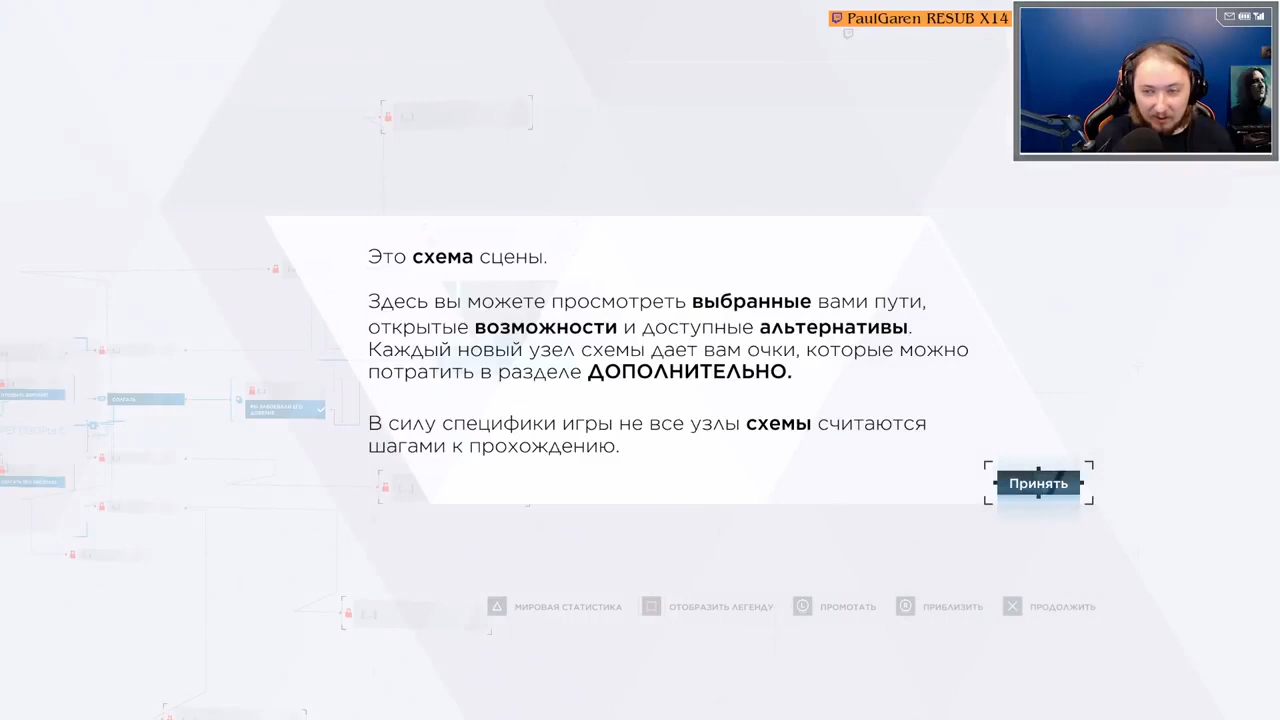 PaulGaren RESUB X14
Это схема сцены.
Здесь вы можете просмотреть выбранные вами пути,
открытые возможности и доступные альтернативы.
Каждый новый узел схемы дает вам очки, которые можно
потратить в разделе ДОПОЛНИТЕЛЬНО.
В силу специфики игры не все узлы схемы считаются
шагами к прохождению.
Принять
МИРОВАЯ СТАТИСТИКА
ОТОБРАЗИТЬ ЛЕГЕНДУ
ПРОМОТАТЬ
ПРИБЛИЗИТЬ
ПРОДОЛЖИТЬ